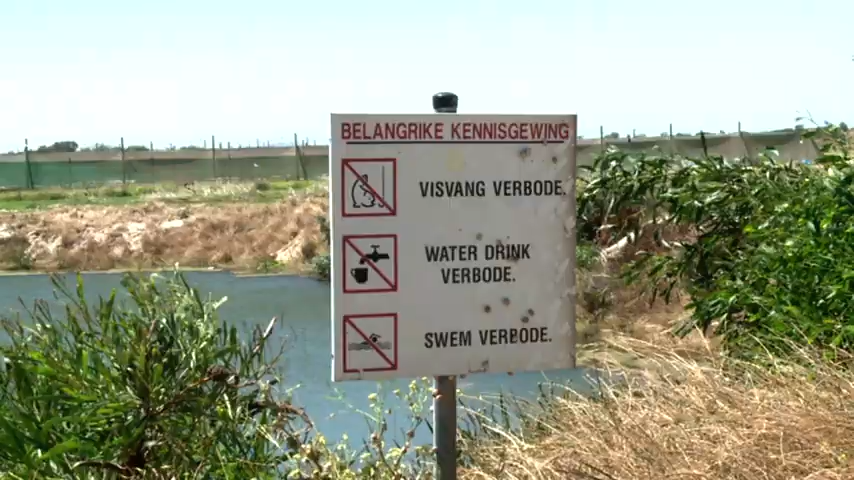 BELANGRIKE KENNISGEWING
VISVANG VERBODE.
WATER DRINK
VERBODE.
SWEM VERBODE.